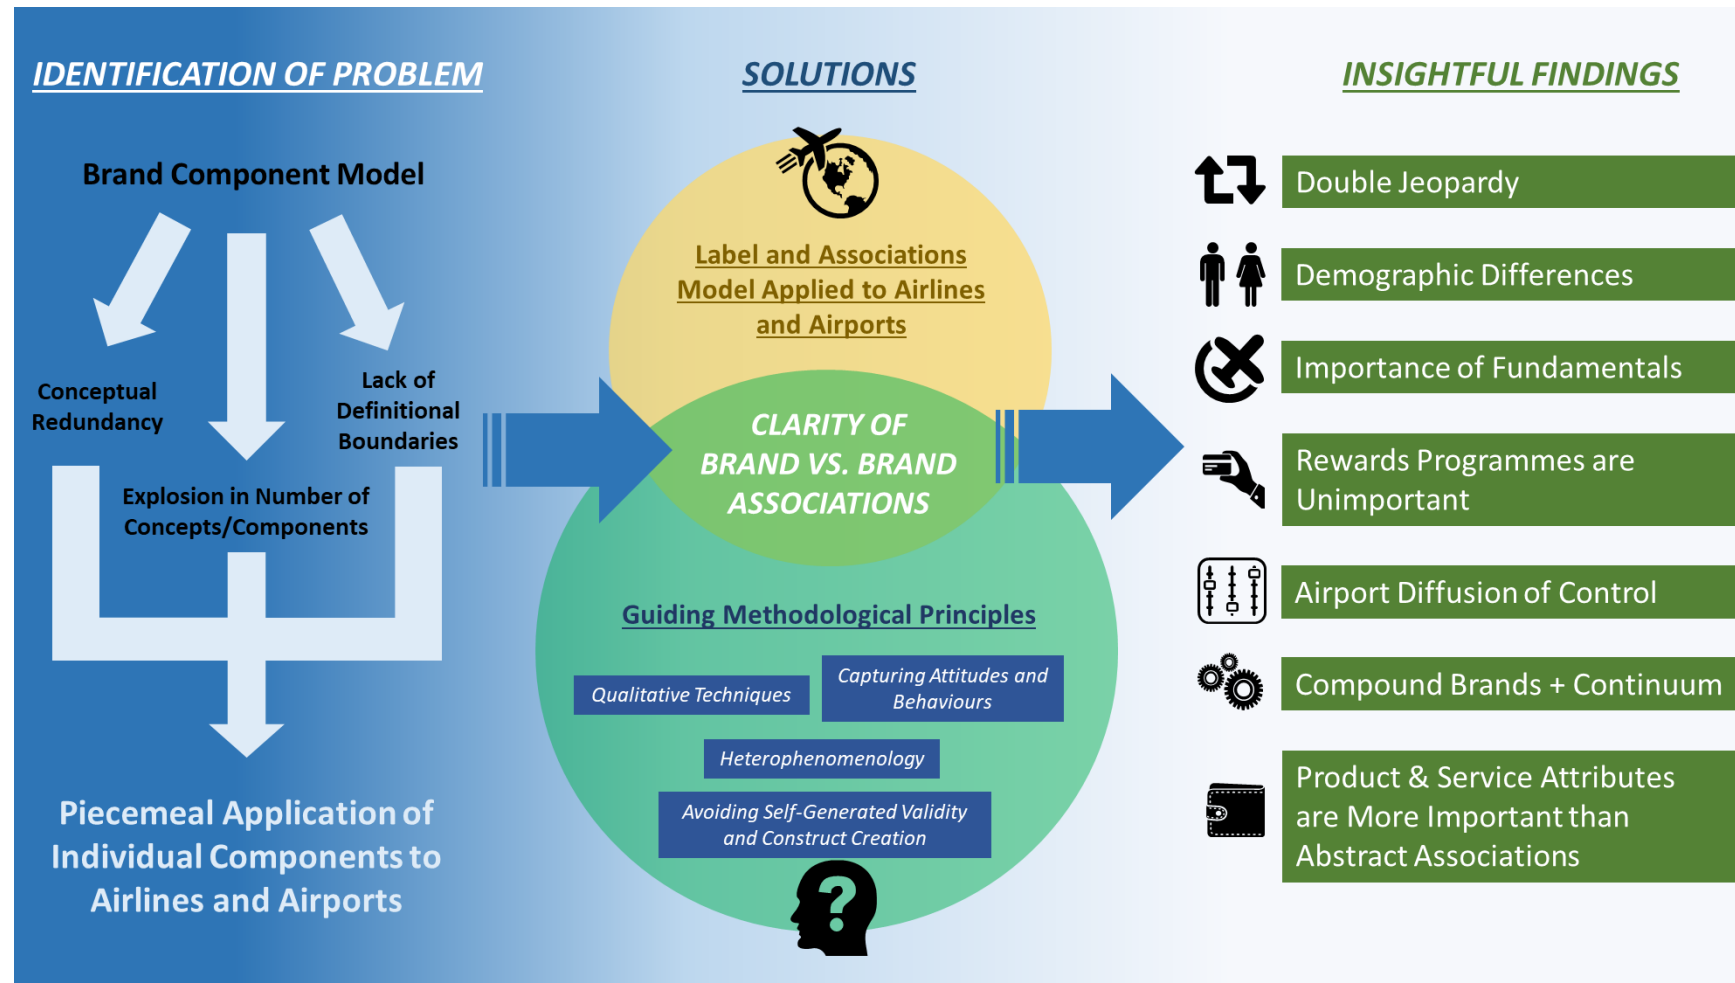 IDENTIFICATION OF PROBLEM
Brand Component Model
Conceptual
Redundancy
Lack of
Definitional
Boundaries
Explosion in Number of
Concepts/Components
Piecemeal Application of
Individual Components to
Airlines and Airports
SOLUTIONS
Label and Associations
Model Applied to Airlines
and Airports
CLARITY OF
BRAND VS. BRAND
ASSOCIATIONS
Guiding Methodological Principles
Qualitative Techniques
Capturing Attitudes and
Behaviours
Heterophenomenology
Avoiding Self-Generated Validity
and Construct Creation
?
INSIGHTFUL FINDINGS
Double Jeopardy
Demographic Differences
Importance of Fundamentals
Rewards Programmes are
Unimportant
Airport Diffusion of Control
Compound Brands + Continuum
Product & Service Attributes
are More Important than
Abstract Associations